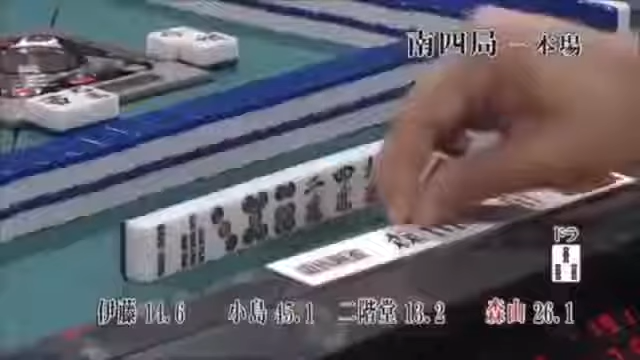 南四局 一本場
ドラ
伊藤 14.6 小島 45.1 二階堂 13.2 森山 26.1